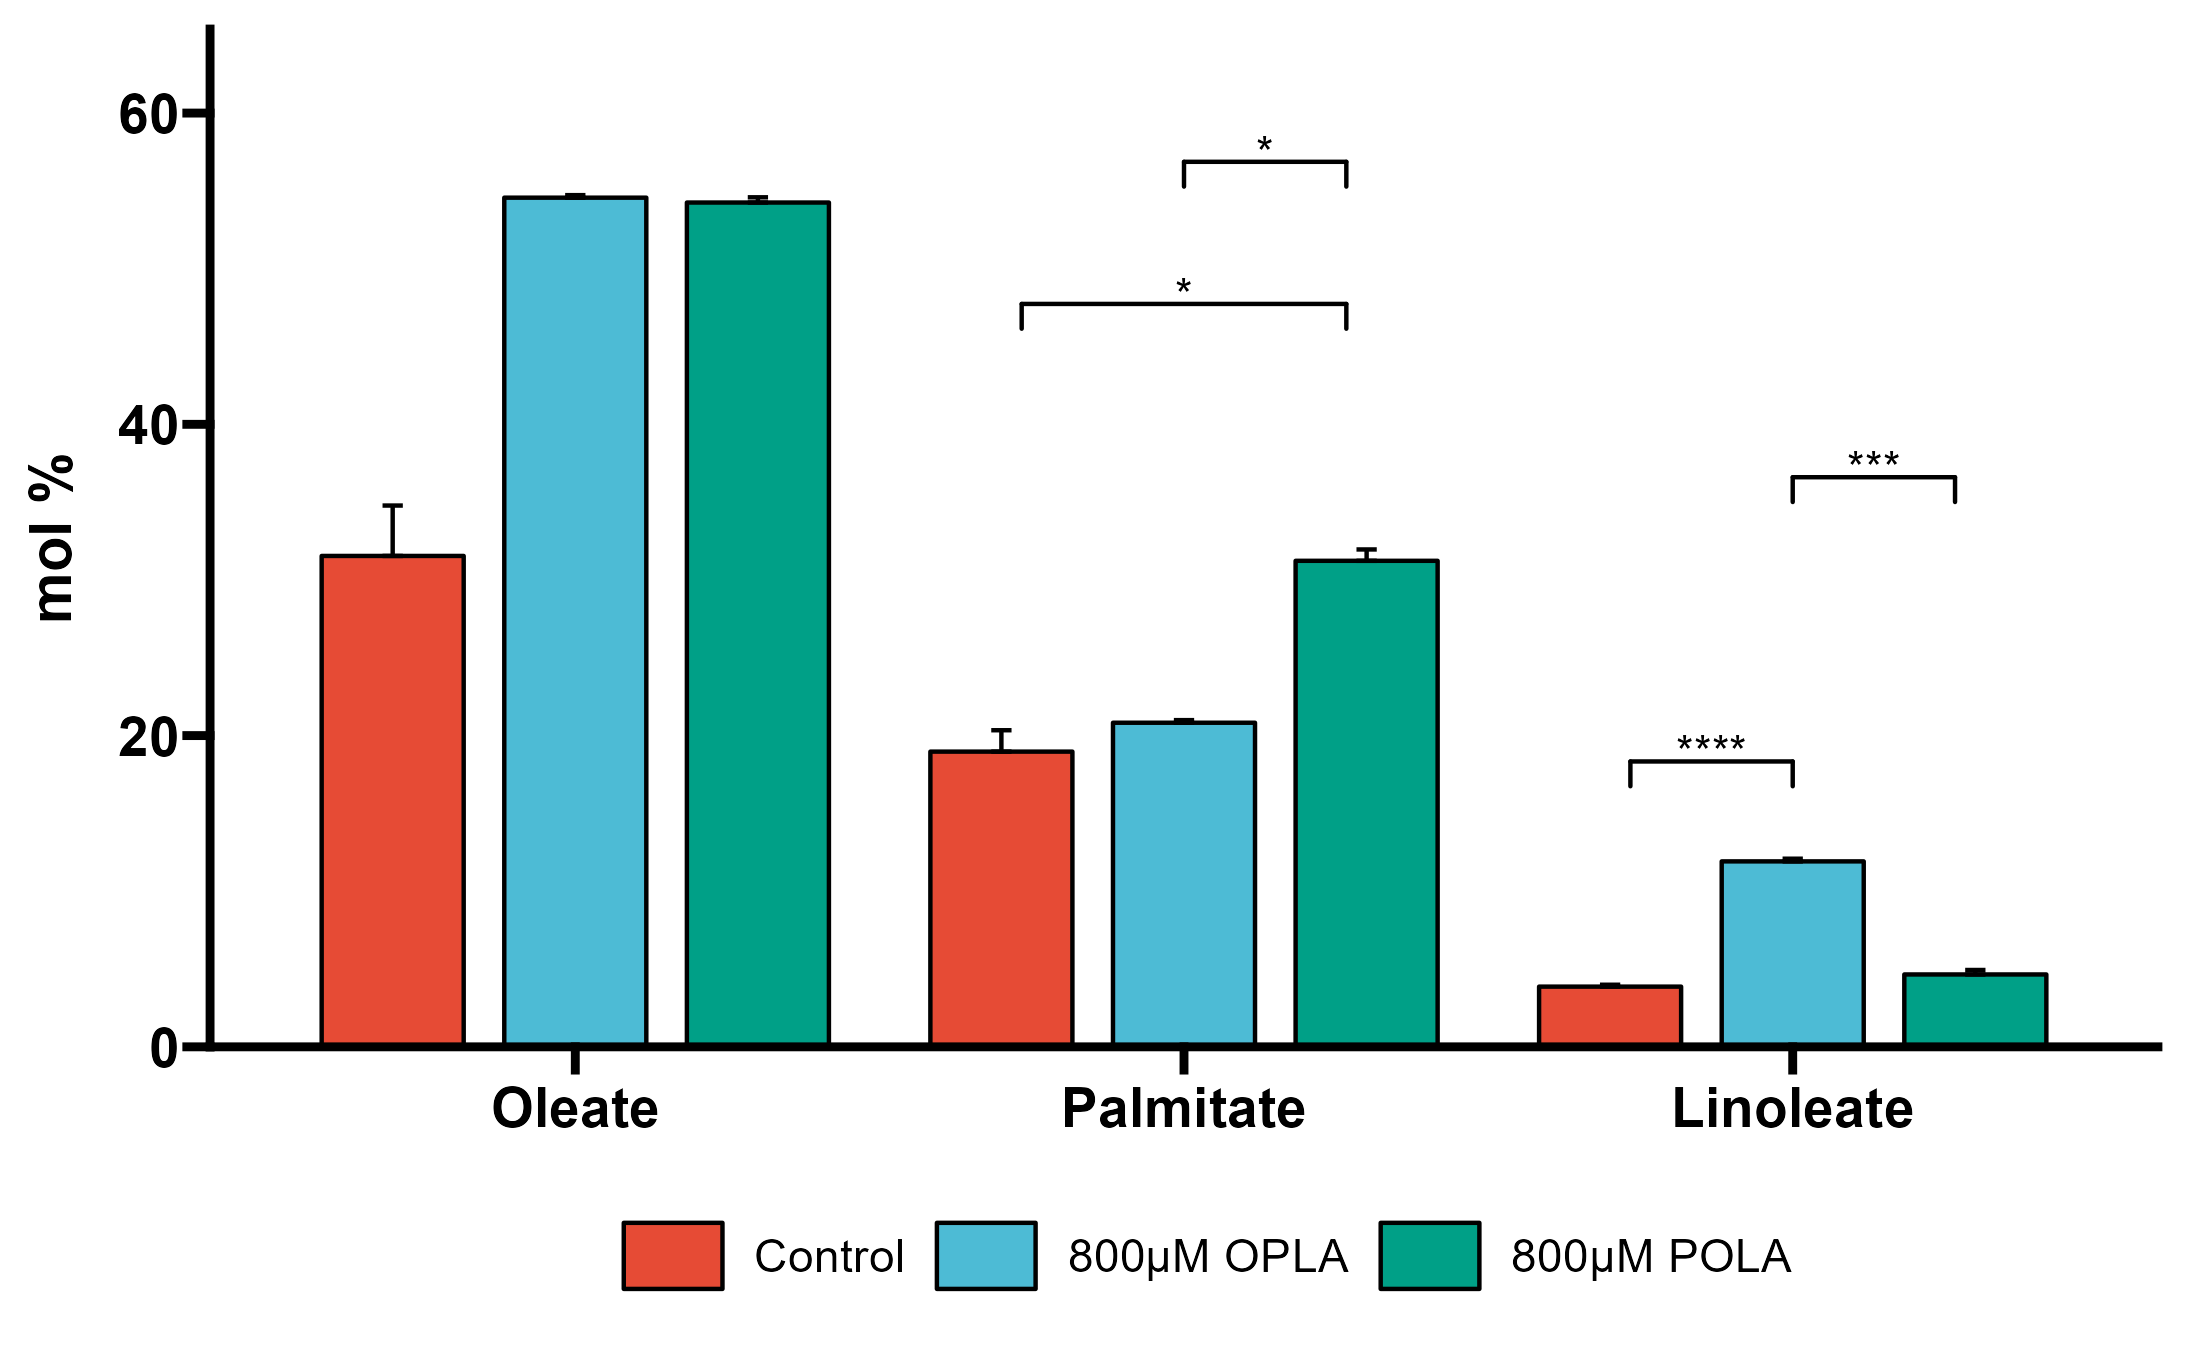 mol %
60
40
20
0
*
*
***
****
Oleate Palmitate Linoleate
Control 800µM OPLA 800µM POLA